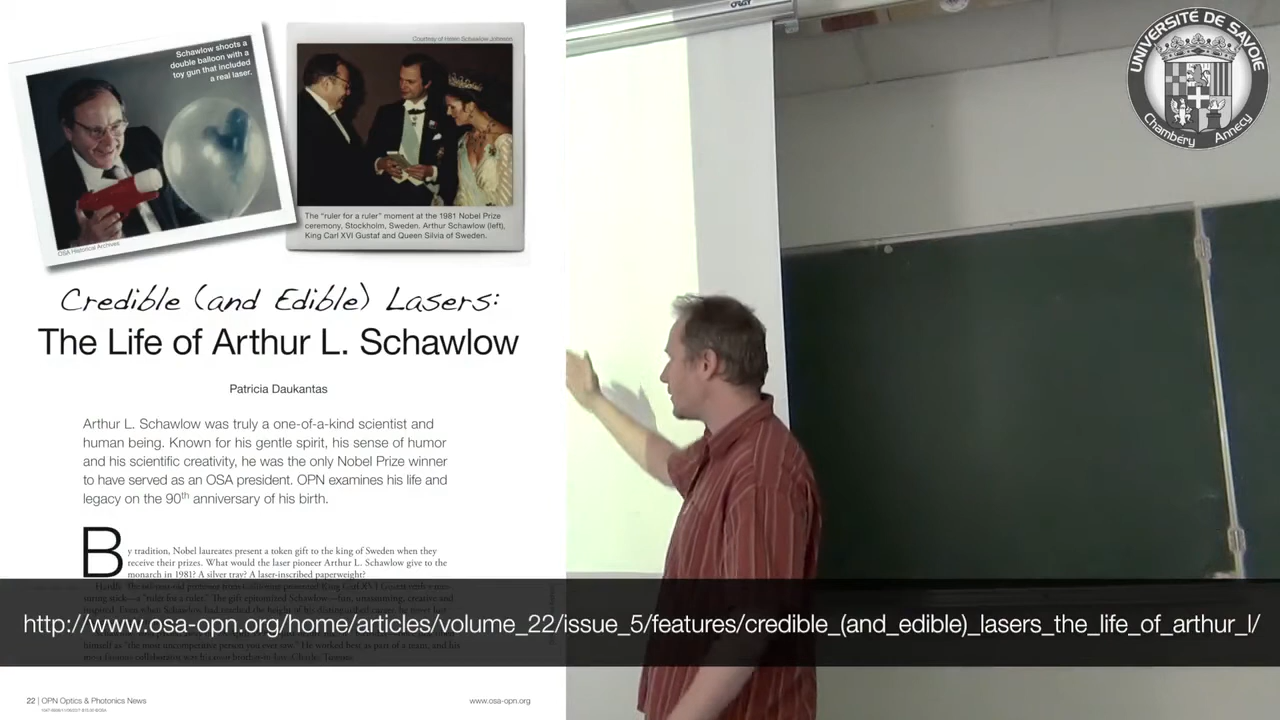 Schawlow shoots a
double balloon with a
toy gun that included
a real laser.
OSA Historical Archives
Courtesy of Helen Schawlow Johnson
The “ruler for a ruler” moment at the 1981 Nobel Prize
ceremony, Stockholm, Sweden. Arthur Schawlow (left),
King Carl XVI Gustaf and Queen Silvia of Sweden.
Credible (and Edible) Lasers:
The Life of Arthur L. Schawlow
Patricia Daukantas
Arthur L. Schawlow was truly a one-of-a-kind scientist and
human being. Known for his gentle spirit, his sense of humor
and his scientific creativity, he was the only Nobel Prize winner
to have served as an OSA president. OPN examines his life and
legacy on the 90th anniversary of his birth.
By tradition, Nobel laureates present a token gift to the king of Sweden when they
receive their prizes. What would the laser pioneer Arthur L. Schawlow give to the
monarch in 1981? A silver tray? A laser-inscribed paperweight?
http://www.osa-opn.org/home/articles/volume_22/issue_5/features/credible_(and_edible)_lasers_the_life_of_arthur_l/
22 | OPN Optics & Photonics News
www.osa-opn.org
UNIVERSITÉ DE SAVOIE
Chambéry Annecy